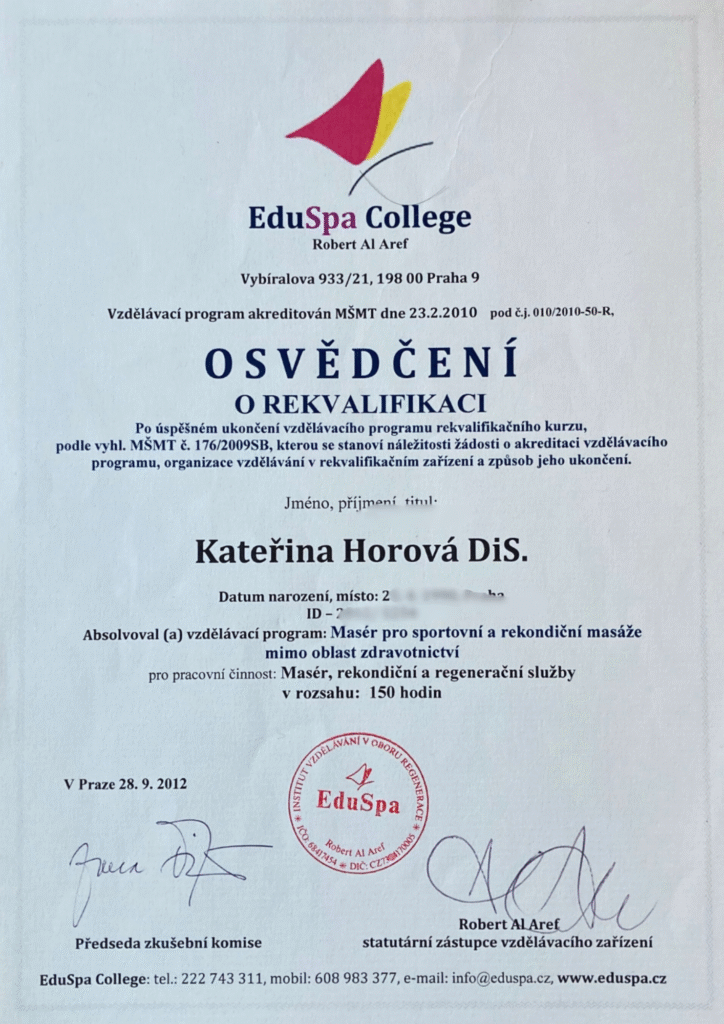 EduSpa College
Robert Al Aref
Vybíralova 933/21, 198 00 Praha 9
Vzdělávací program akreditován MŠMT dne 23.2.2010 pod č.j. 010/2010-50-R,
OSVĚDČENÍ
O REKVALIFIKACI
Po úspěšném ukončení vzdělávacího programu rekvalifikačního kurzu,
podle vyhl. MŠMT č. 176/2009SB, kterou se stanoví náležitosti žádosti o akreditaci vzdělávacího
programu, organizace vzdělávání v rekvalifikačním zařízení a způsob jeho ukončení.
Jméno, příjmení, titul:
Kateřina Horová DiS.
Datum narození, místo: 2
ID –
Absolvoval (a) vzdělávací program: Masér pro sportovní a rekondiční masáže
mimo oblast zdravotnictví
pro pracovní činnost: Masér, rekondiční a regenerační služby
v rozsahu: 150 hodin
INSTITUT VZDĚLÁVÁNÍ V OBORU REGENERACE
EduSpa
Robert Al Aref
IČO: 68417454
V Praze 28. 9. 2012
Robert Al Aref
Předseda zkušební komise statutární zástupce vzdělávacího zařízení
EduSpa College: tel.: 222 743 311, mobil: 608 983 377, e-mail: info@eduspa.cz, www.eduspa.cz